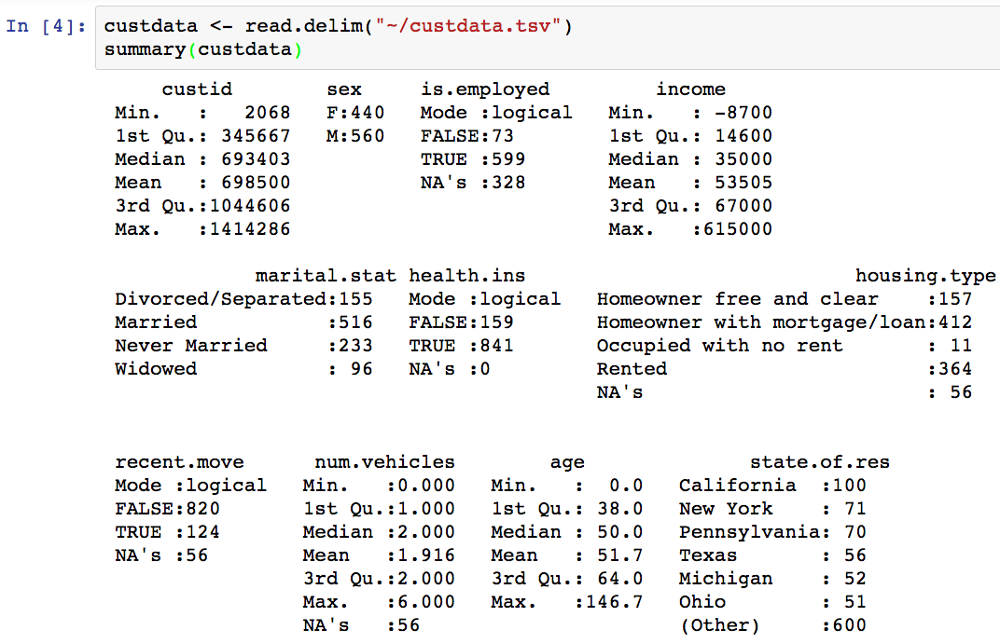 In [4]: custdata <- read.delim("~/custdata.tsv")
summary(custdata)
custid sex is.employed income
Min. : 2068 F:440 Mode :logical Min. : -8700
1st Qu.: 345667 M:560 FALSE:73 1st Qu.: 14600
Median : 693403 TRUE :599 Median : 35000
Mean : 698500 NA's :328 Mean : 53505
3rd Qu.:1044606 3rd Qu.: 67000
Max. :1414286 Max. :615000
marital.stat health.ins housing.type
Divorced/Separated:155 Mode :logical Homeowner free and clear :157
Married :516 FALSE:159 Homeowner with mortgage/loan:412
Never Married :233 TRUE :841 Occupied with no rent : 11
Widowed : 96 NA's :0 Rented :364
NA's : 56
recent.move num.vehicles age state.of.res
Mode :logical Min. :0.000 Min. : 0.0 California :100
FALSE:820 1st Qu.:1.000 1st Qu.: 38.0 New York : 71
TRUE :124 Median :2.000 Median : 50.0 Pennsylvania: 70
NA's :56 Mean :1.916 Mean : 51.7 Texas : 56
3rd Qu.:2.000 3rd Qu.: 64.0 Michigan : 52
Max. :6.000 Max. :146.7 Ohio : 51
NA's :56 (Other) :600